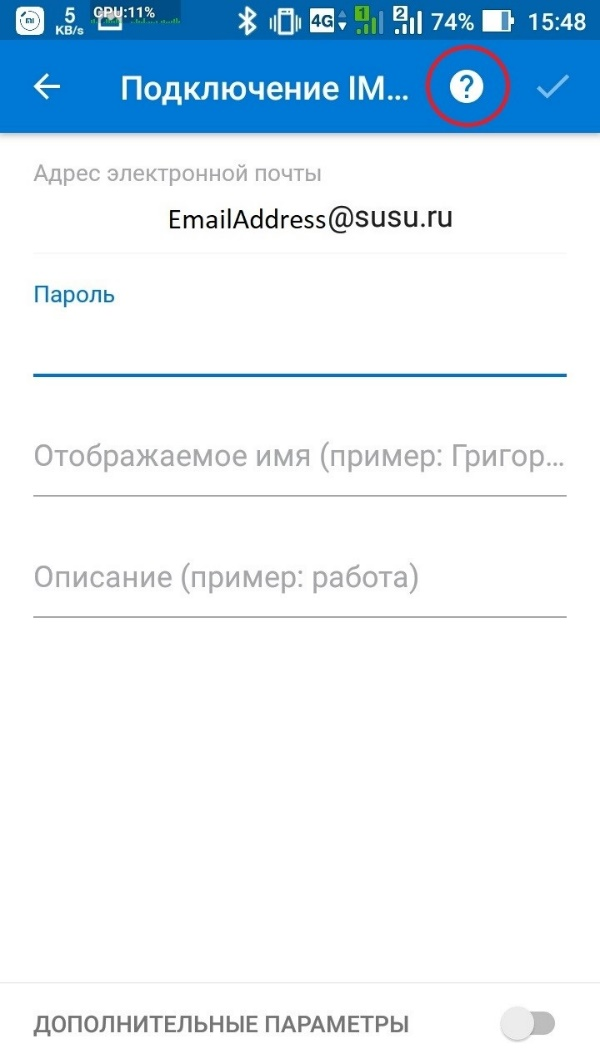 5
KB/s
GPU:11%
4G
1
2
74%
15:48
Подключение IM...
?
Адрес электронной почты
EmailAddress@susu.ru
Пароль
Отображаемое имя (пример: Григор...
Описание (пример: работа)
ДОПОЛНИТЕЛЬНЫЕ ПАРАМЕТРЫ